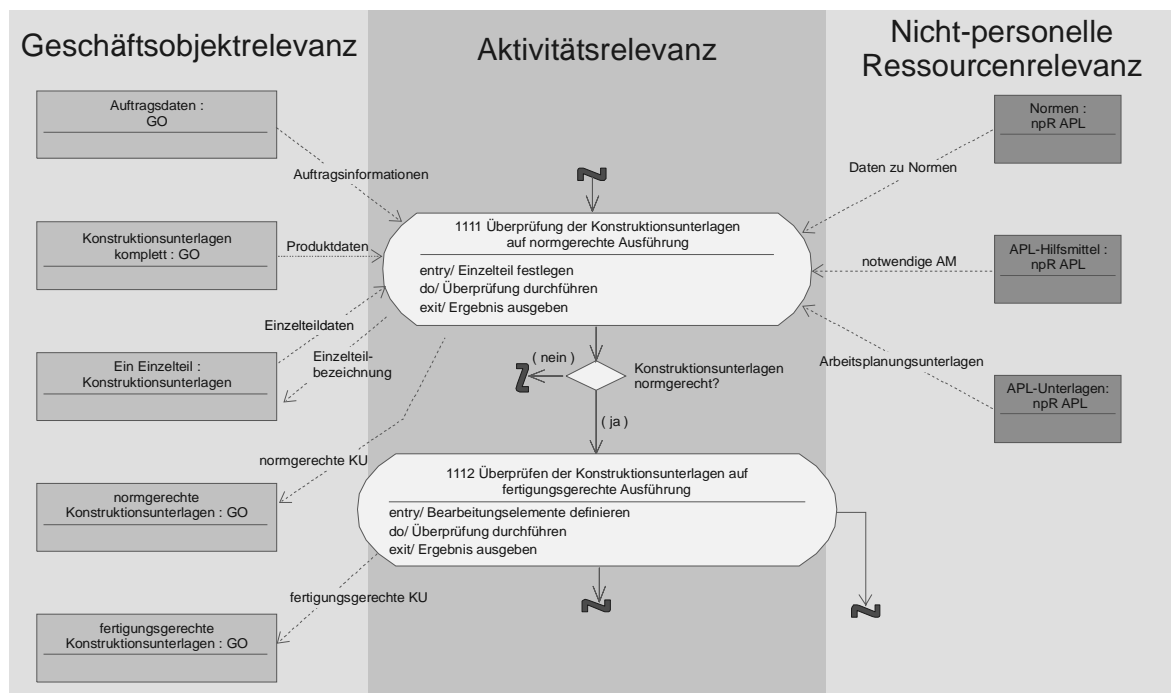 Geschäftsobjektrelevanz
Aktivitätsrelevanz
Nicht-personelle
Ressourcenrelevanz
Auftragsdaten :
GO
Auftragsinformationen
Konstruktionsunterlagen
komplett : GO
Produktdaten
Einzelteildaten
Ein Einzelteil :
Konstruktionsunterlagen
Einzelteil-
bezeichnung
normgerechte KU
normgerechte
Konstruktionsunterlagen : GO
fertigungsgerechte KU
fertigungsgerechte
Konstruktionsunterlagen : GO
1111 Überprüfung der Konstruktionsunterlagen
auf normgerechte Ausführung
entry/ Einzelteil festlegen
do/ Überprüfung durchführen
exit/ Ergebnis ausgeben
( nein )
Konstruktionsunterlagen
normgerecht?
( ja )
1112 Überprüfen der Konstruktionsunterlagen auf
fertigungsgerechte Ausführung
entry/ Bearbeitungselemente definieren
do/ Überprüfung durchführen
exit/ Ergebnis ausgeben
Normen :
npR APL
Daten zu Normen
APL-Hilfsmittel :
npR APL
notwendige AM
Arbeitsplanungsunterlagen
APL-Unterlagen:
npR APL